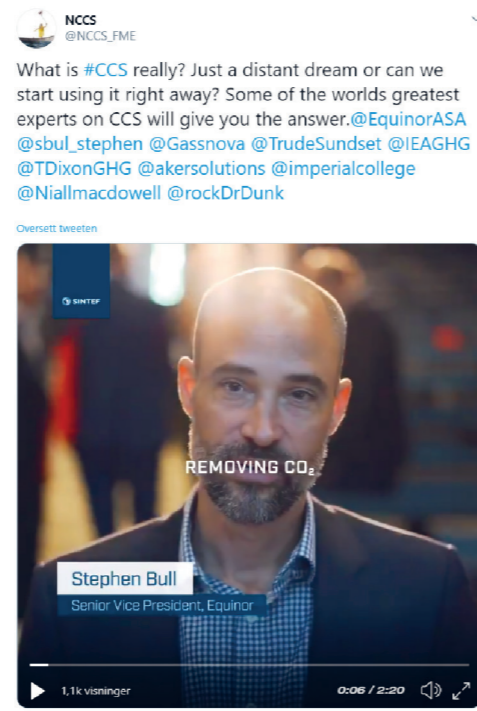 NCCS
@NCCS_FME
What is #CCS really? Just a distant dream or can we
start using it right away? Some of the worlds greatest
experts on CCS will give you the answer.@EquinorASA
@sbul_stephen @Gassnova @TrudeSundset @IEAGHG
@TDixonGHG @akersolutions @imperialcollege
@Niallmacdowell @rockDrDunk
Oversett tweeten
SINTEF
REMOVING CO₂
Stephen Bull
Senior Vice President, Equinor
1,1k visninger
0:06 / 2:20